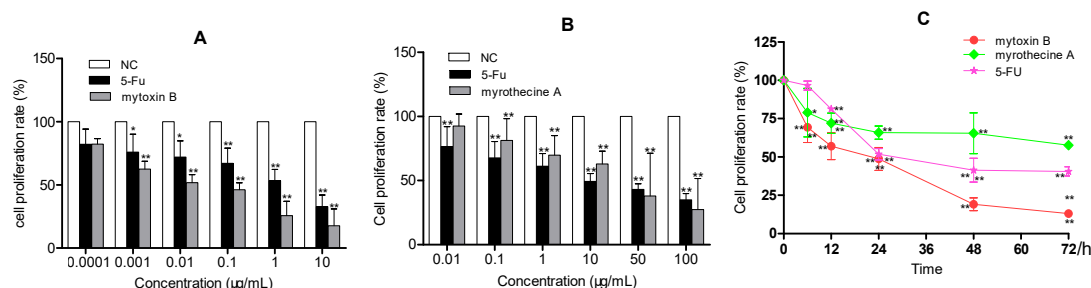 A
NC
5-Fu
mytoxin B
cell proliferation rate (%)
150
100
50
0
** ** ** ** ** ** ** ** ** * *
0.0001 0.001 0.01 0.1 1 10
Concentration (µg/mL)
B
NC
5-Fu
myrothecine A
Cell proliferation rate (%)
150
100
50
0
** ** ** ** ** ** ** ** ** ** **
0.01 0.1 1 10 50 100
Concentration (µg/mL)
C
mytoxin B
myrothecine A
5-FU
Cell proliferation rate (%)
125
100
75
50
25
0
** * ** ** ** ** ** ** ** ** ** ** ** **
0 12 24 36 48 60 72/h
Time